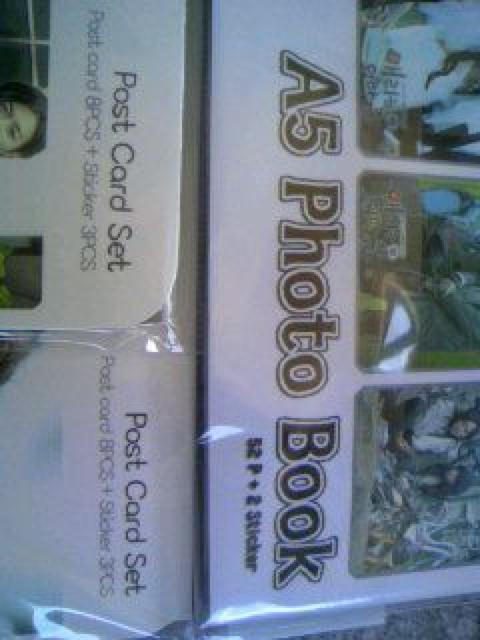 Post Card Set
Post card 8PCS + Sticker 3PCS
Post Card Set
Post card 8PCS + Sticker 3PCS
A5 Photo Book
52 P + 2 Sticker